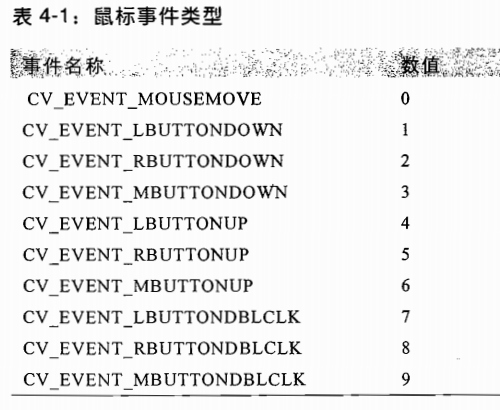 表 4-1：鼠标事件类型
事件名称 数值
CV_EVENT_MOUSEMOVE 0
CV_EVENT_LBUTTONDOWN 1
CV_EVENT_RBUTTONDOWN 2
CV_EVENT_MBUTTONDOWN 3
CV_EVENT_LBUTTONUP 4
CV_EVENT_RBUTTONUP 5
CV_EVENT_MBUTTONUP 6
CV_EVENT_LBUTTONDBLCLK 7
CV_EVENT_RBUTTONDBLCLK 8
CV_EVENT_MBUTTONDBLCLK 9